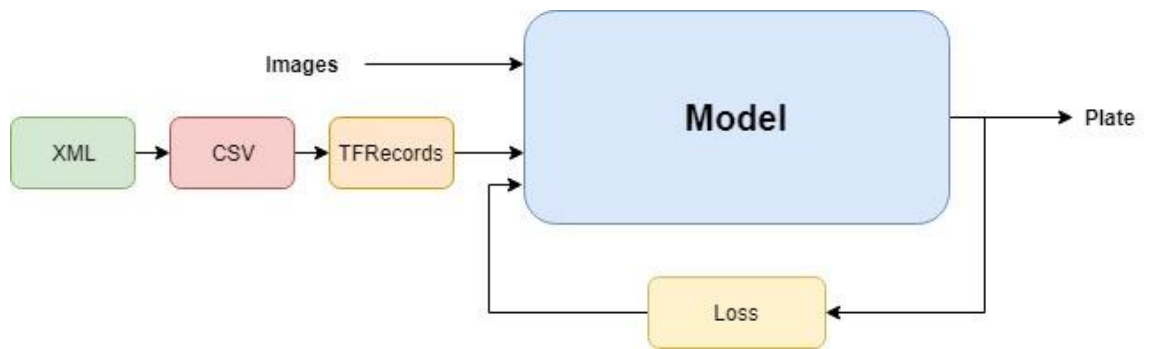 Images
Model
Plate
XML
CSV
TFRecords
Loss